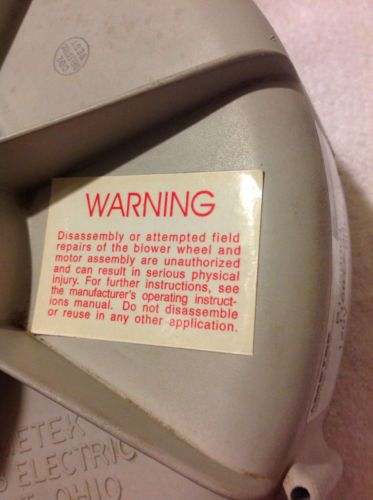 WARNING
Disassembly or attempted field
repairs of the blower wheel and
motor assembly are unauthorized
and can result in serious physical
injury. For further instructions, see
the manufacturer's operating instruct-
ions manual. Do not disassemble
or reuse in any other application.
METEK
ELECTRIC
OHIO